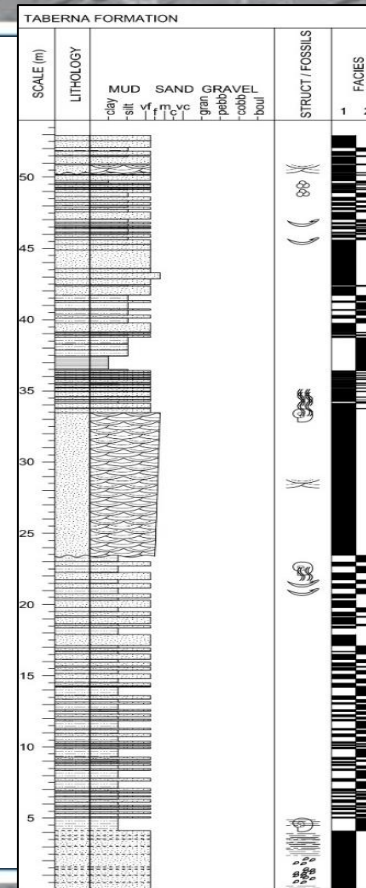 TABERNA FORMATION
SCALE (m)
LITHOLOGY
MUD SAND GRAVEL
clay silt vf f m c vc gran pebb cobb boul
STRUCT / FOSSILS
FACIES
1 2
50
45
40
35
30
25
20
15
10
5